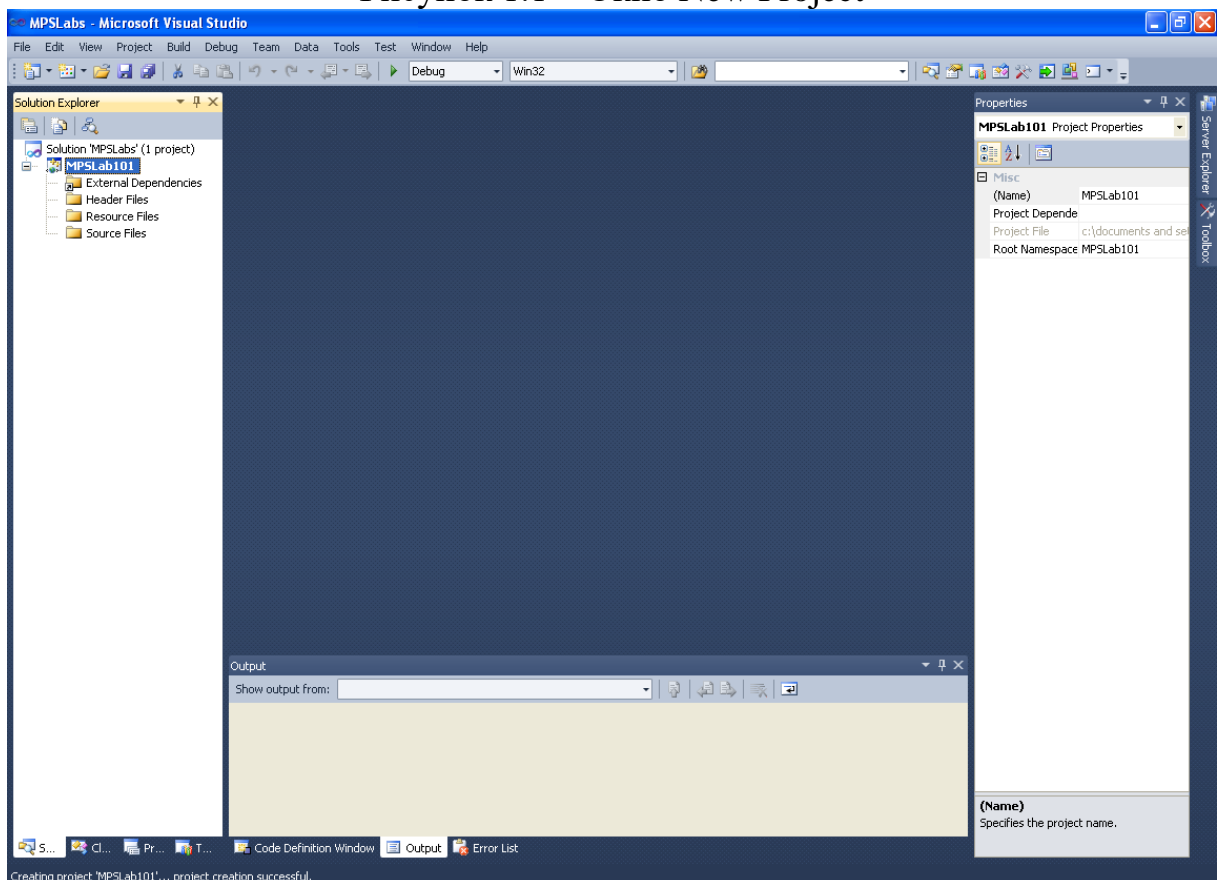 MPSLabs - Microsoft Visual Studio
File Edit View Project Build Debug Team Data Tools Test Window Help
Debug Win32
Solution Explorer
Solution 'MPSLabs' (1 project)
MPSLab101
External Dependencies
Header Files
Resource Files
Source Files
Output
Show output from:
Properties
MPSLab101 Project Properties
Misc
(Name) MPSLab101
Project Depende
Project File c:\documents and set
Root Namespace MPSLab101
(Name)
Specifies the project name.
Server Explorer
Toolbox
S... Cl... Pr... T... Code Definition Window Output Error List
Creating project 'MPSLab101'... project creation successful.